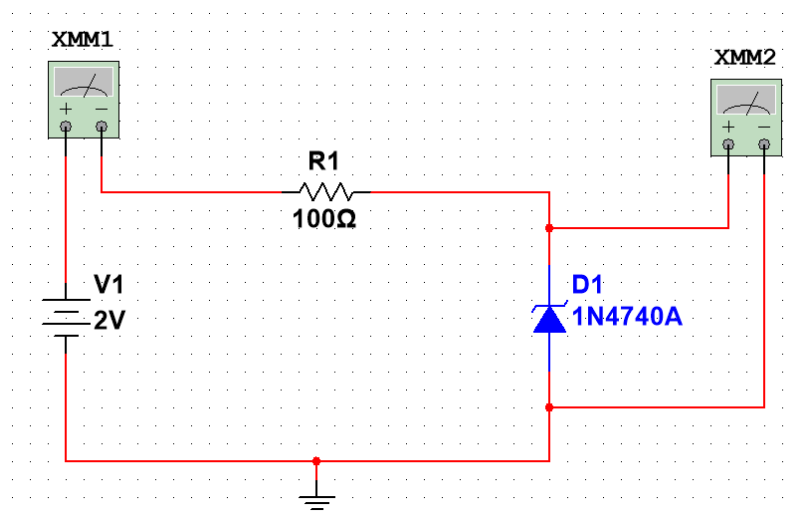 XMM1
XMM2
+ −
+ −
R1
100Ω
V1
2V
D1
1N4740A